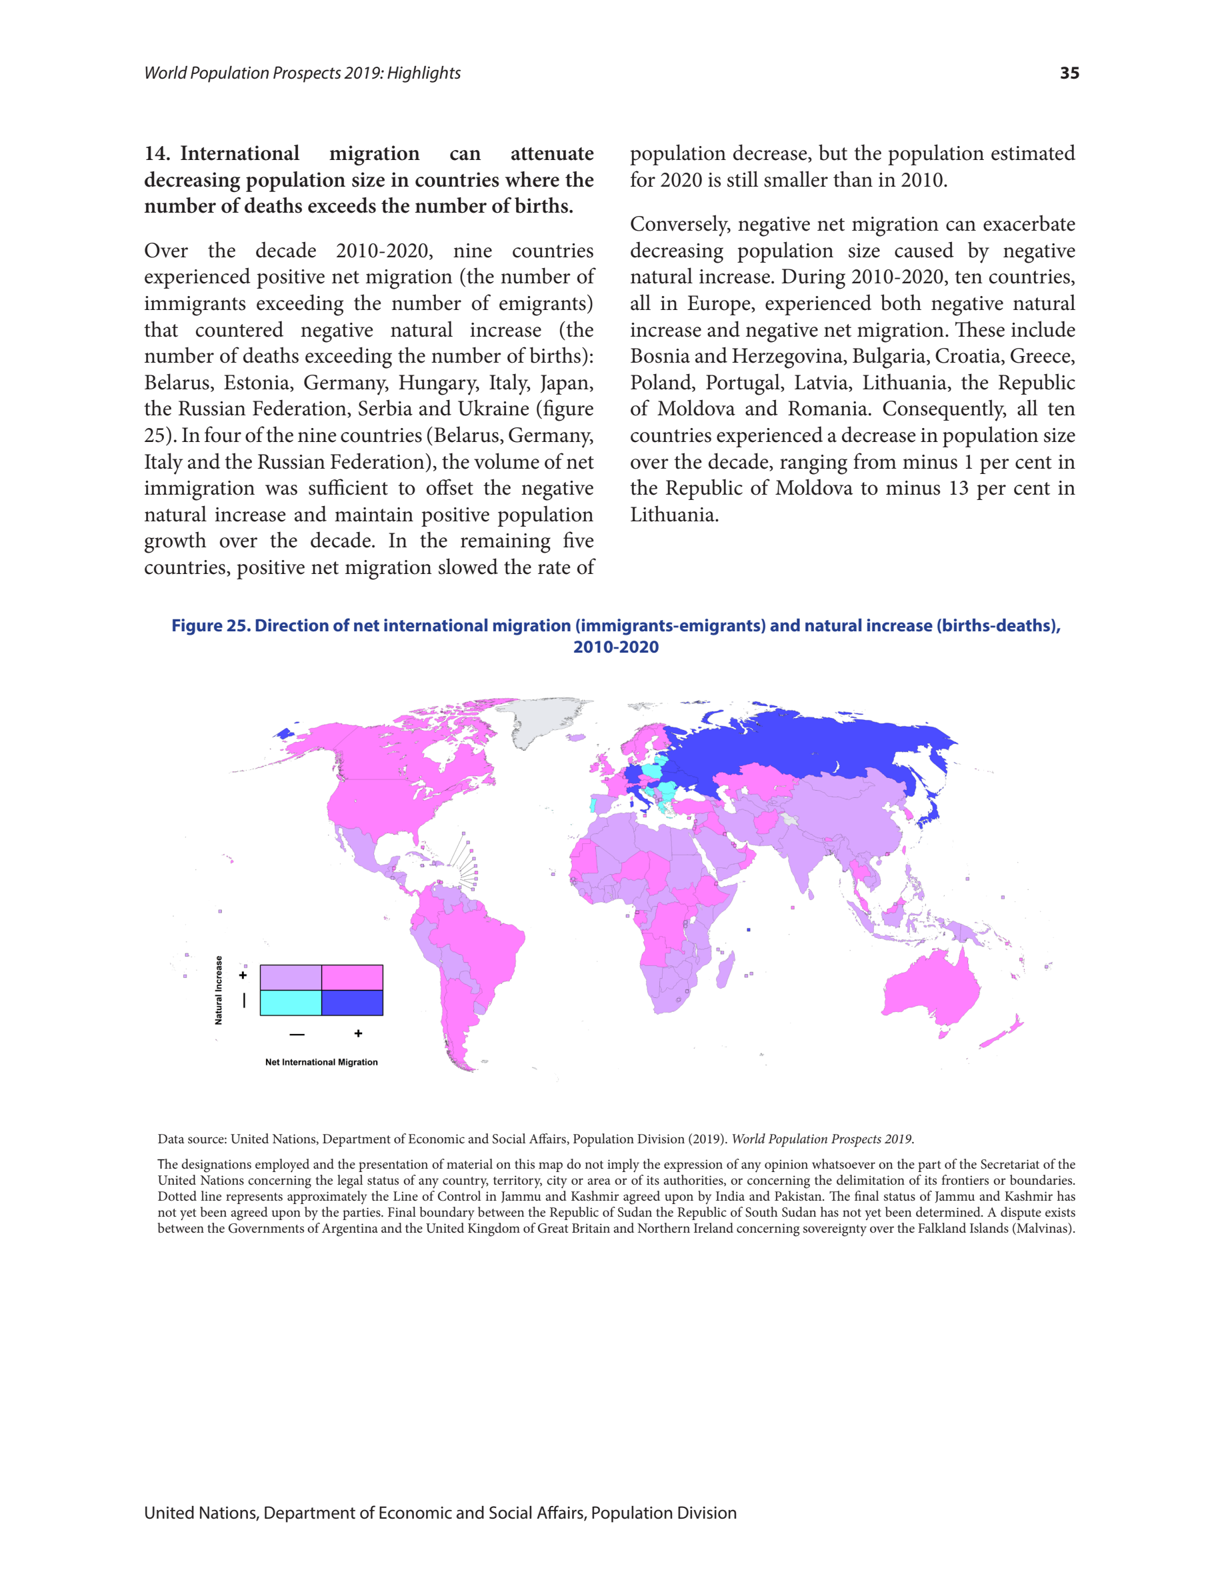 World Population Prospects 2019: Highlights
35
14. International migration can attenuate
decreasing population size in countries where the
number of deaths exceeds the number of births.
Over the decade 2010-2020, nine countries
experienced positive net migration (the number of
immigrants exceeding the number of emigrants)
that countered negative natural increase (the
number of deaths exceeding the number of births):
Belarus, Estonia, Germany, Hungary, Italy, Japan,
the Russian Federation, Serbia and Ukraine (figure
25). In four of the nine countries (Belarus, Germany,
Italy and the Russian Federation), the volume of net
immigration was sufficient to offset the negative
natural increase and maintain positive population
growth over the decade. In the remaining five
countries, positive net migration slowed the rate of
population decrease, but the population estimated
for 2020 is still smaller than in 2010.
Conversely, negative net migration can exacerbate
decreasing population size caused by negative
natural increase. During 2010-2020, ten countries,
all in Europe, experienced both negative natural
increase and negative net migration. These include
Bosnia and Herzegovina, Bulgaria, Croatia, Greece,
Poland, Portugal, Latvia, Lithuania, the Republic
of Moldova and Romania. Consequently, all ten
countries experienced a decrease in population size
over the decade, ranging from minus 1 per cent in
the Republic of Moldova to minus 13 per cent in
Lithuania.
Figure 25. Direction of net international migration (immigrants-emigrants) and natural increase (births-deaths),
2010-2020
Natural Increase
+
—
— +
Net International Migration
Data source: United Nations, Department of Economic and Social Affairs, Population Division (2019). World Population Prospects 2019.
The designations employed and the presentation of material on this map do not imply the expression of any opinion whatsoever on the part of the Secretariat of the
United Nations concerning the legal status of any country, territory, city or area or of its authorities, or concerning the delimitation of its frontiers or boundaries.
Dotted line represents approximately the Line of Control in Jammu and Kashmir agreed upon by India and Pakistan. The final status of Jammu and Kashmir has
not yet been agreed upon by the parties. Final boundary between the Republic of Sudan the Republic of South Sudan has not yet been determined. A dispute exists
between the Governments of Argentina and the United Kingdom of Great Britain and Northern Ireland concerning sovereignty over the Falkland Islands (Malvinas).
United Nations, Department of Economic and Social Affairs, Population Division